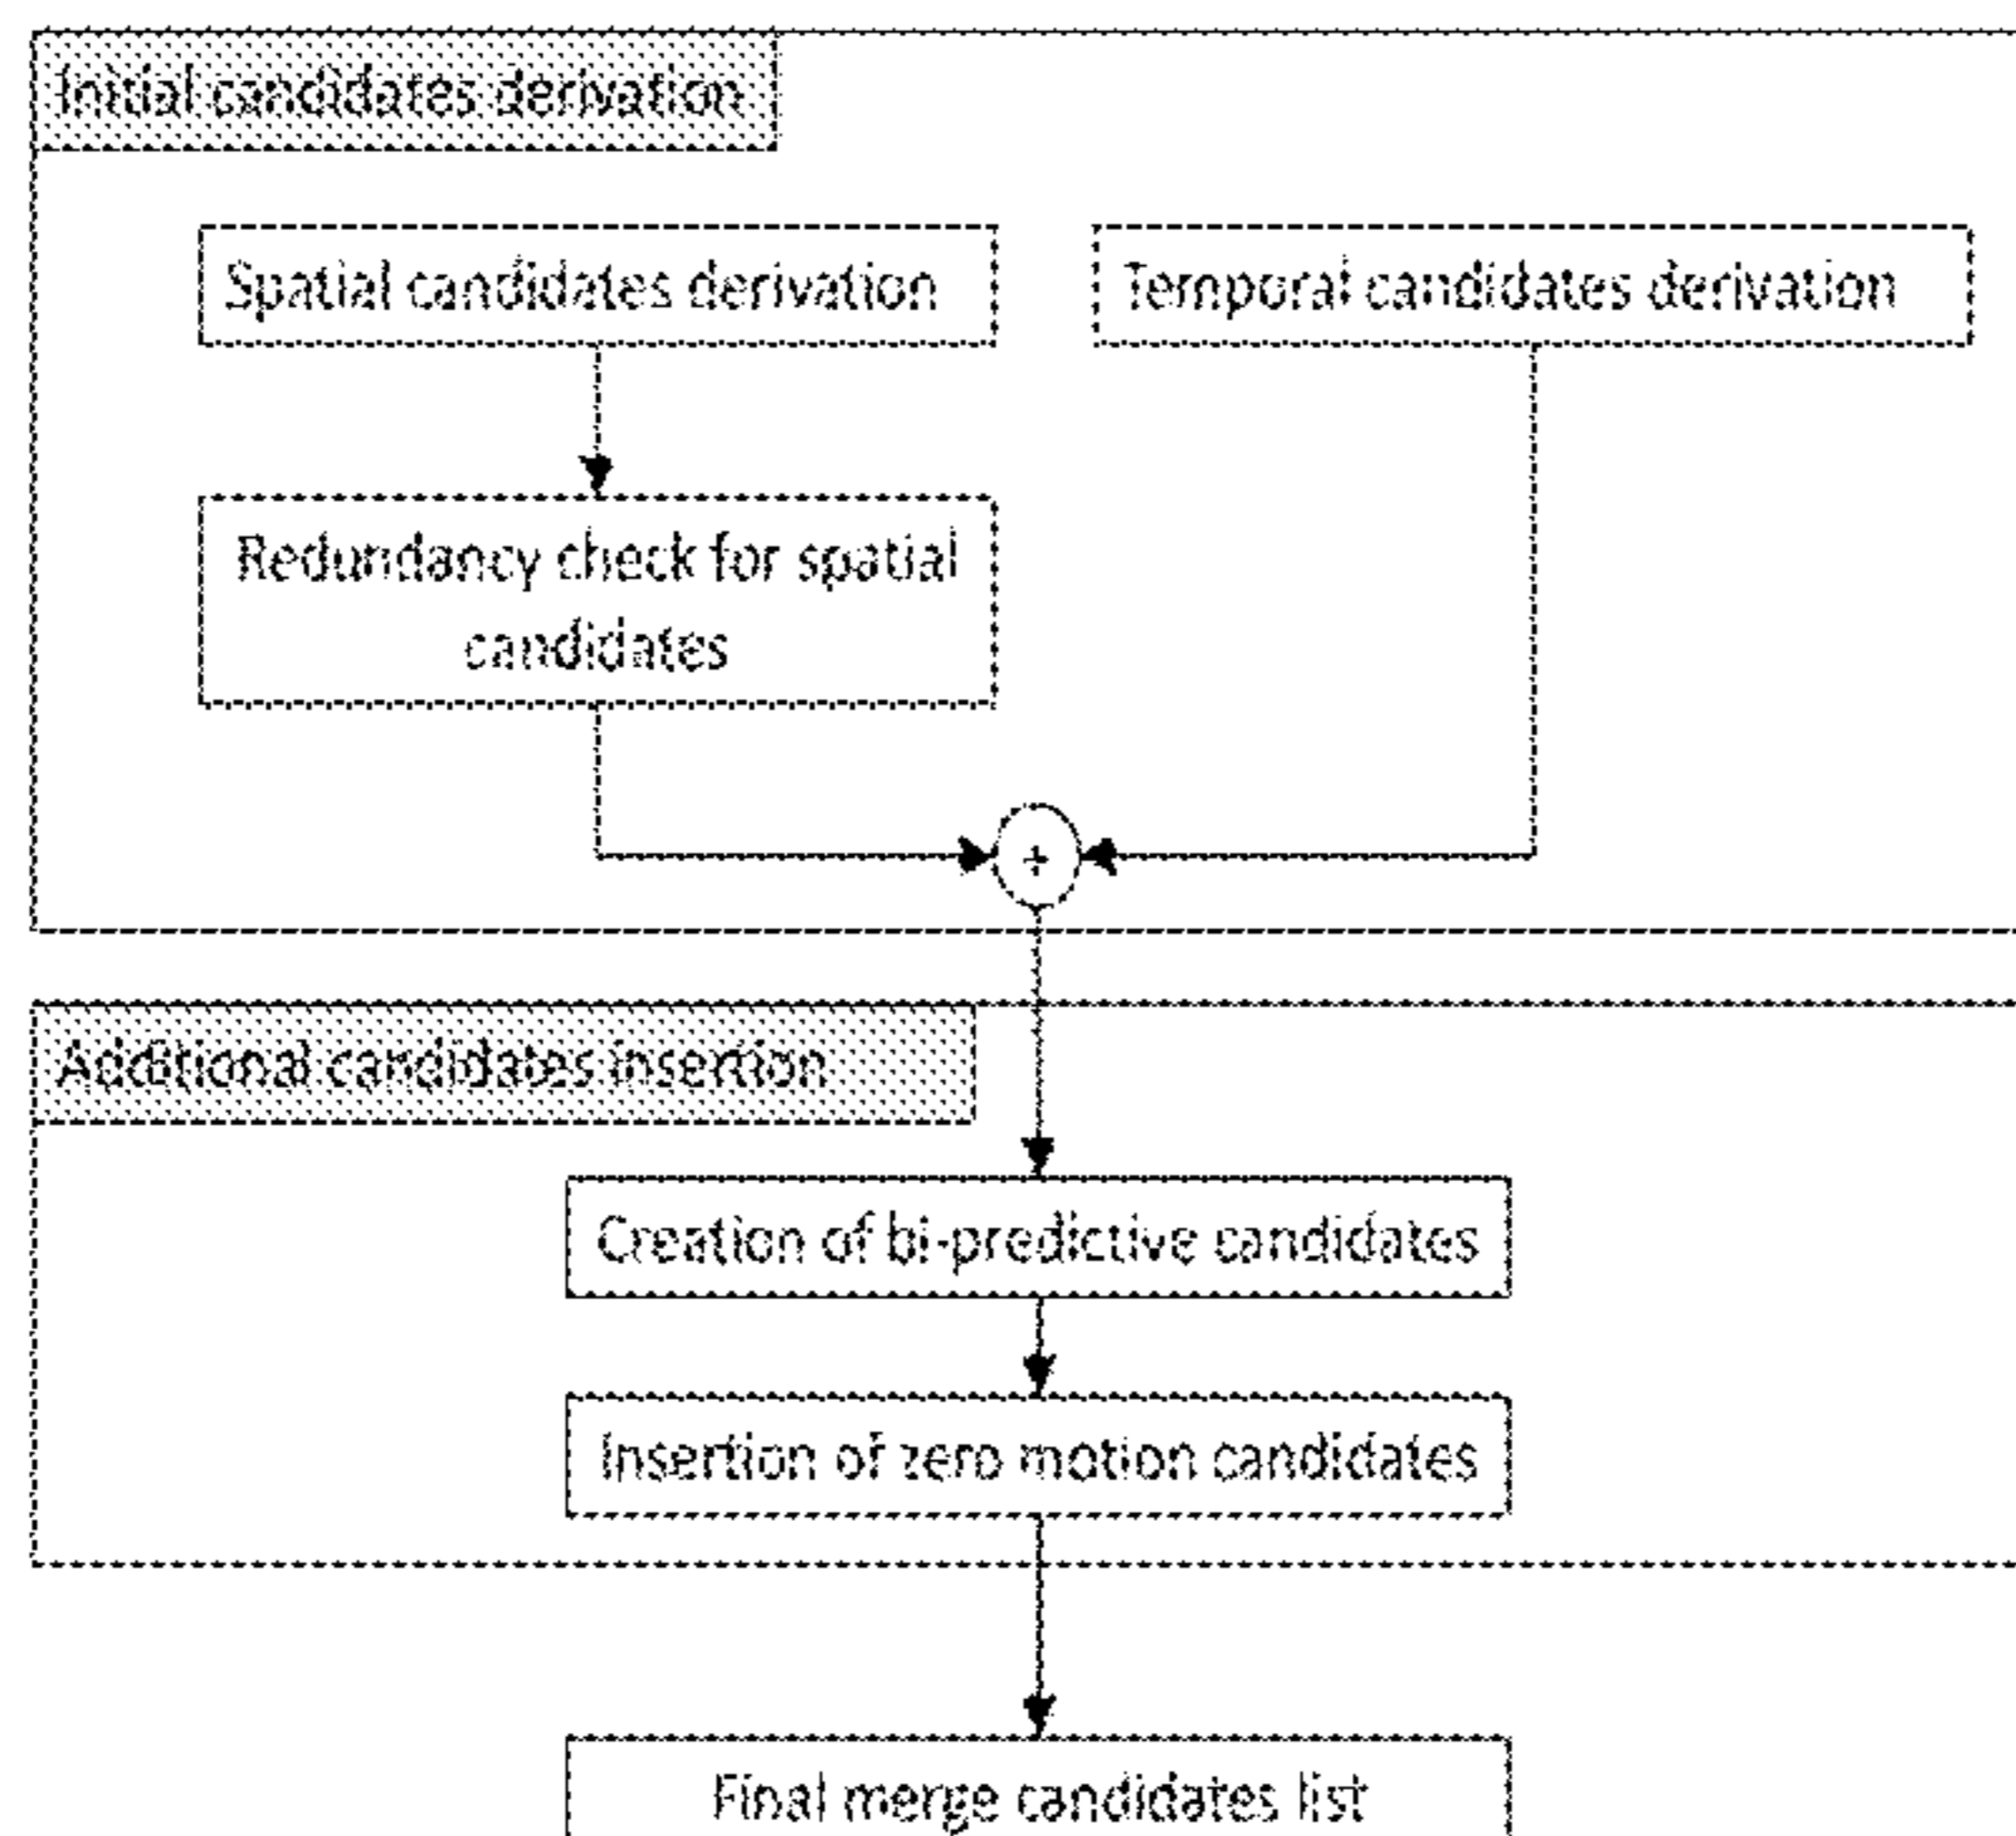 Initial candidates derivation
Spatial candidates derivation
Temporal candidates derivation
Redundancy check for spatial
candidates
+
Additional candidates insertion
Creation of bi-predictive candidates
Insertion of zero motion candidates
Final merge candidates list